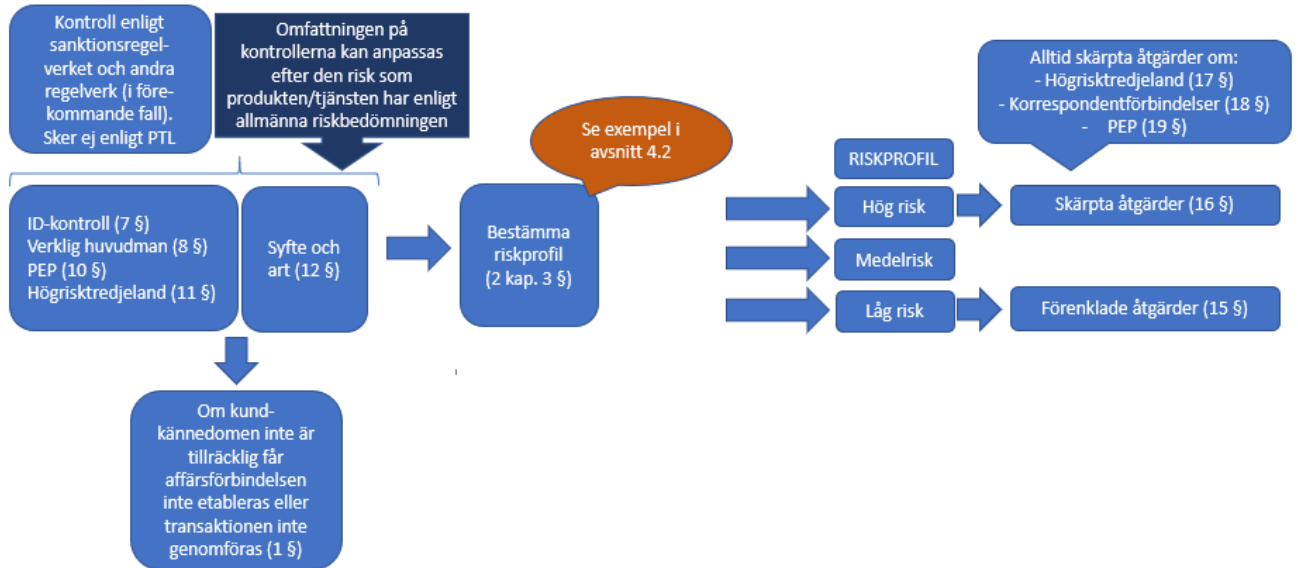 Kontroll enligt
sanktionsregel-
verket och andra
regelverk (i före-
kommande fall).
Sker ej enligt PTL
Omfattningen på
kontrollerna kan anpassas
efter den risk som
produkten/tjänsten har enligt
allmänna riskbedömningen
Alltid skärpta åtgärder om:
- Högrisktredjeland (17 §)
- Korrespondentförbindelser (18 §)
- PEP (19 §)
Se exempel i
avsnitt 4.2
ID-kontroll (7 §)
Verklig huvudman (8 §)
PEP (10 §)
Högrisktredjeland (11 §)
Syfte och
art (12 §)
Bestämma
riskprofil
(2 kap. 3 §)
RISKPROFIL
Hög risk
Skärpta åtgärder (16 §)
Medelrisk
Låg risk
Förenklade åtgärder (15 §)
Om kund-
kännedomen inte är
tillräcklig får
affärsförbindelsen
inte etableras eller
transaktionen inte
genomföras (1 §)